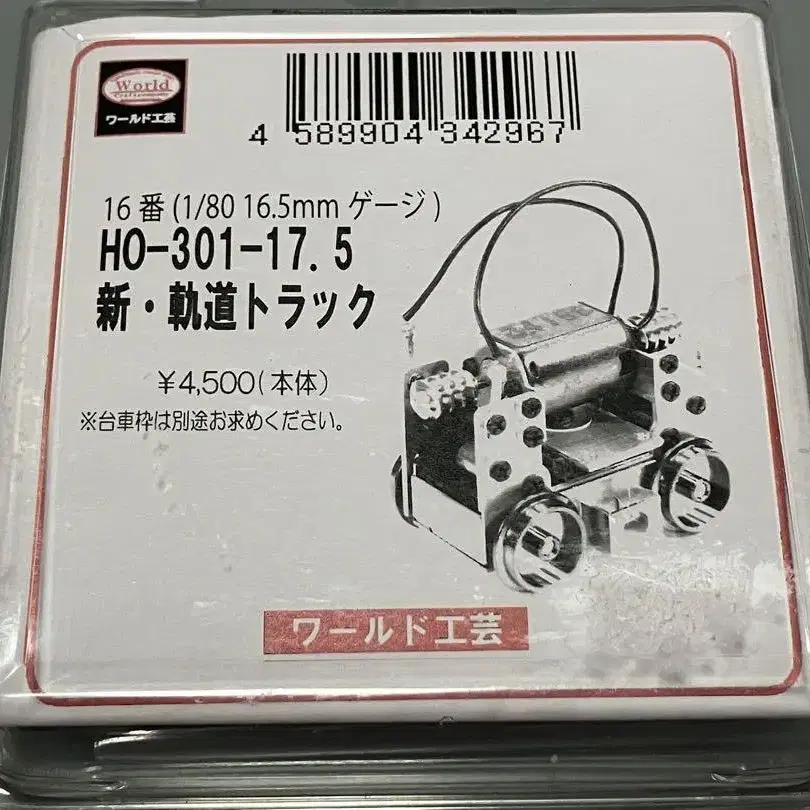 World
ワールド工芸
4 589904 342967
16番(1/80 16.5mm ゲージ)
HO-301-17.5
新・軌道トラック
¥4,500(本体)
※台車枠は別途お求めください。
ワールド工芸